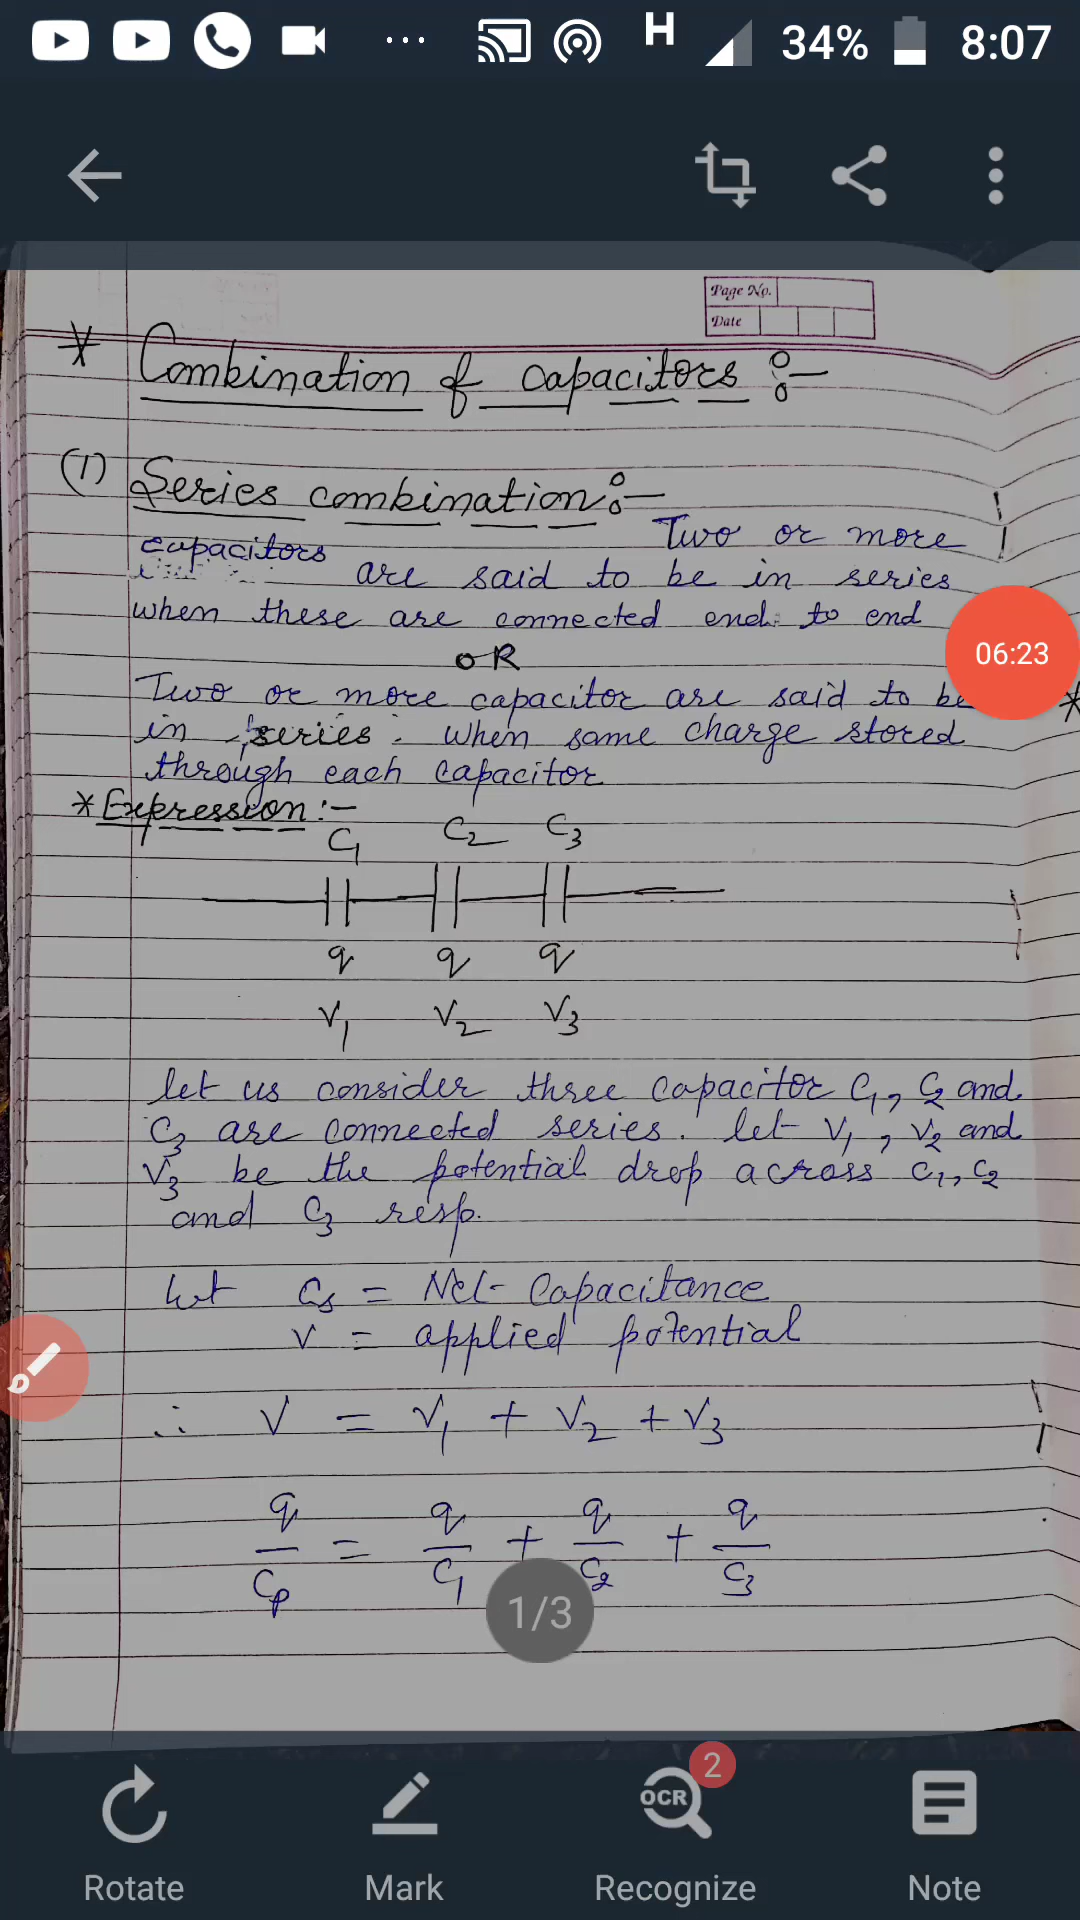 34% 8:07
Page No.
Date
* Combination of capacitors :-
(1) Series combination :-
Two or more
capacitors are said to be in series
when these are connected end to end
OR
Two or more capacitor are said to be
in series. when same charge stored
through each capacitor
* Expression :-
C1 C2 C3
q q q
V1 V2 V3
let us consider three capacitor C1, C2 and
C3 are connected series. let V1, V2 and
V3 be the potential drop across C1, C2
and C3 resp.
let Cs = Net Capacitance
V = applied potential
∴ V = V1 + V2 + V3
q/Cp = q/C1 + q/C2 + q/C3
06:23
1/3
OCR 2
Rotate Mark Recognize Note